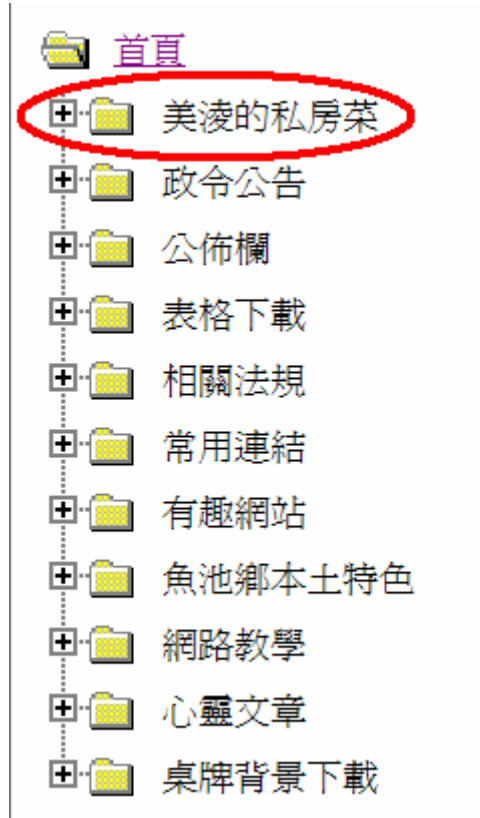 首頁
美淩的私房菜
政令公告
公佈欄
表格下載
相關法規
常用連結
有趣網站
魚池鄉本土特色
網路教學
心靈文章
桌牌背景下載